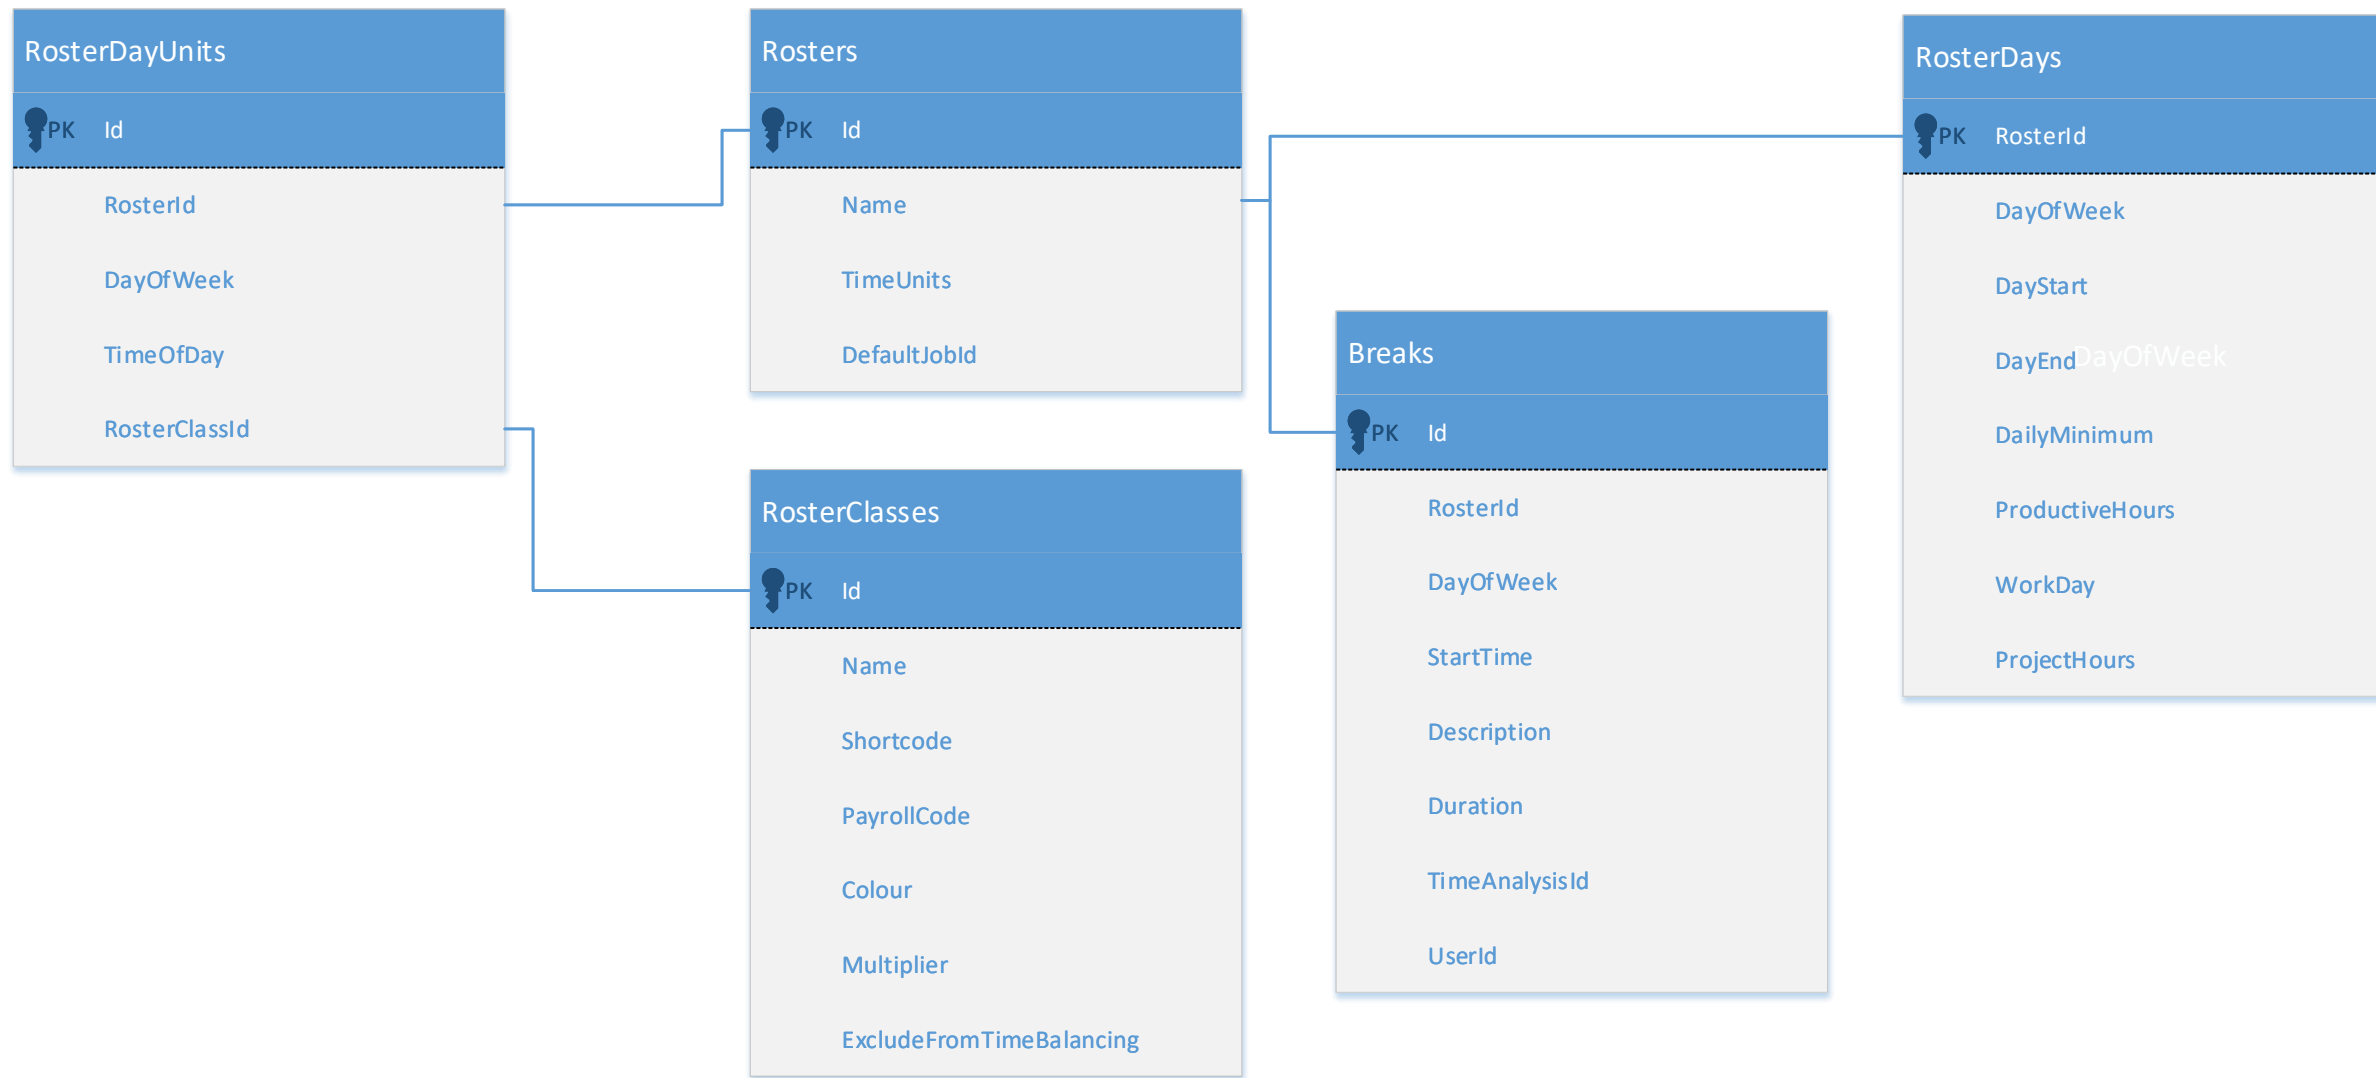 RosterDayUnits
PK Id
RosterId
DayOfWeek
TimeOfDay
RosterClassId
Rosters
PK Id
Name
TimeUnits
DefaultJobId
RosterClasses
PK Id
Name
Shortcode
PayrollCode
Colour
Multiplier
ExcludeFromTimeBalancing
Breaks
PK Id
RosterId
DayOfWeek
StartTime
Description
Duration
TimeAnalysisId
UserId
RosterDays
PK RosterId
DayOfWeek
DayStart
DayEnd DayOfWeek
DailyMinimum
ProductiveHours
WorkDay
ProjectHours